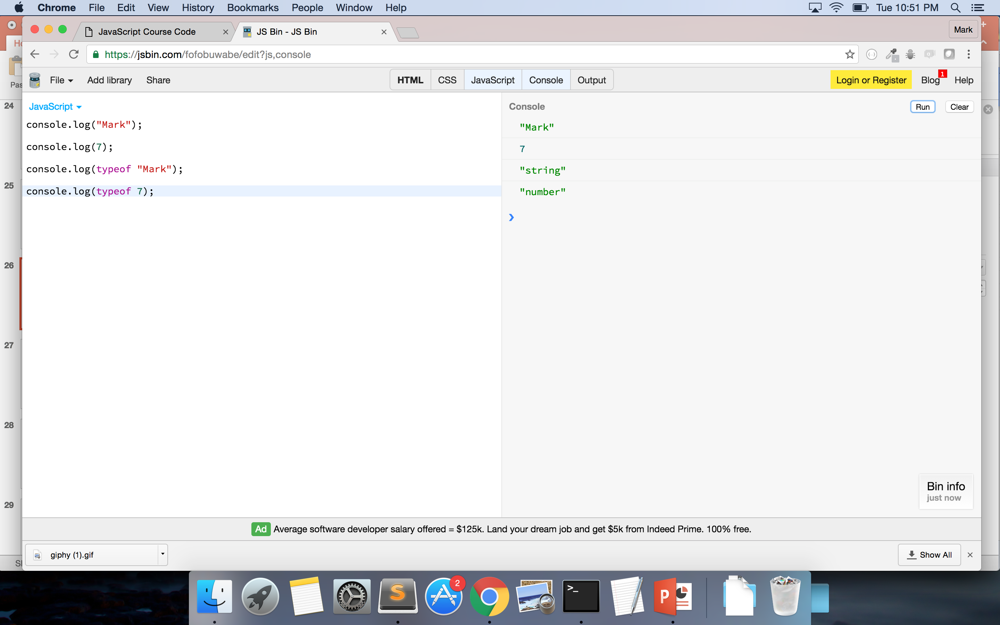 Chrome File Edit View History Bookmarks People Window Help Tue 10:51 PM
JavaScript Course Code JS Bin - JS Bin Mark
https://jsbin.com/fofobuwabe/edit?js,console
File Add library Share HTML CSS JavaScript Console Output Login or Register Blog 1 Help
JavaScript
console.log("Mark");
console.log(7);
console.log(typeof "Mark");
console.log(typeof 7);
Console Run Clear
"Mark"
7
"string"
"number"
24
25
26
27
28
29
Bin info
just now
Ad Average software developer salary offered = $125k. Land your dream job and get $5k from Indeed Prime. 100% free.
giphy (1).gif Show All
2